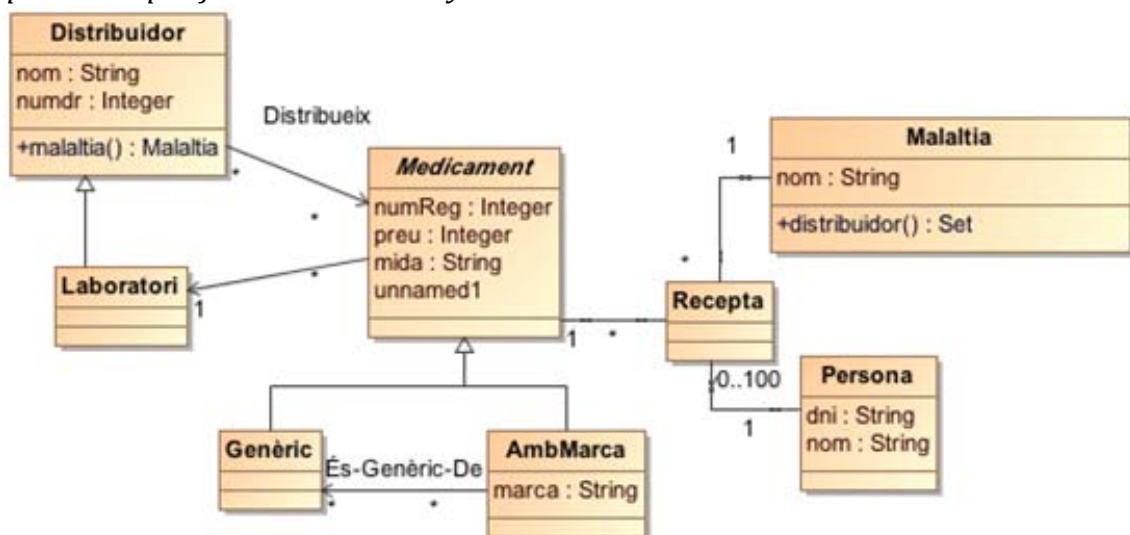 Distribuidor
nom : String
numdr : Integer
+malaltia() : Malaltia
*
Distribueix
*
Medicament
numReg : Integer
preu : Integer
mida : String
unnamed1
Laboratori
1
*
1
*
Malaltia
nom : String
+distribuidor() : Set
1
*
Recepta
0..100
1
Persona
dni : String
nom : String
Genèric
És-Genèric-De
*
*
AmbMarca
marca : String